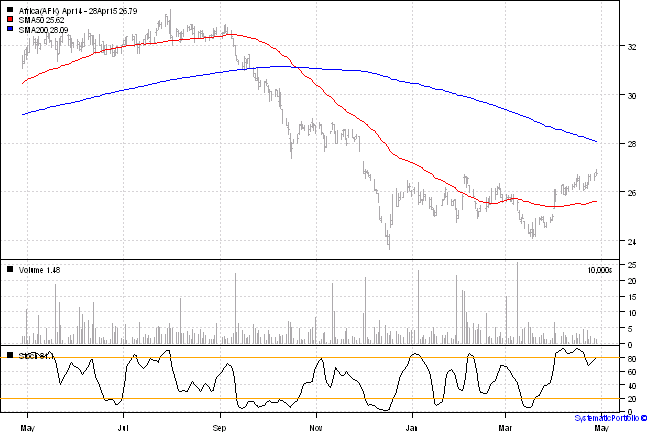 Africa(AFK) Apr14 - 28Apr15 26.79
SMA50 25.62
SMA200 28.09
32
30
28
26
24
Volume 1.48
10,000s
25
20
15
10
5
0
80
60
40
20
0
May Jul Sep Nov Jan Mar May
SystematicPortfolio ©